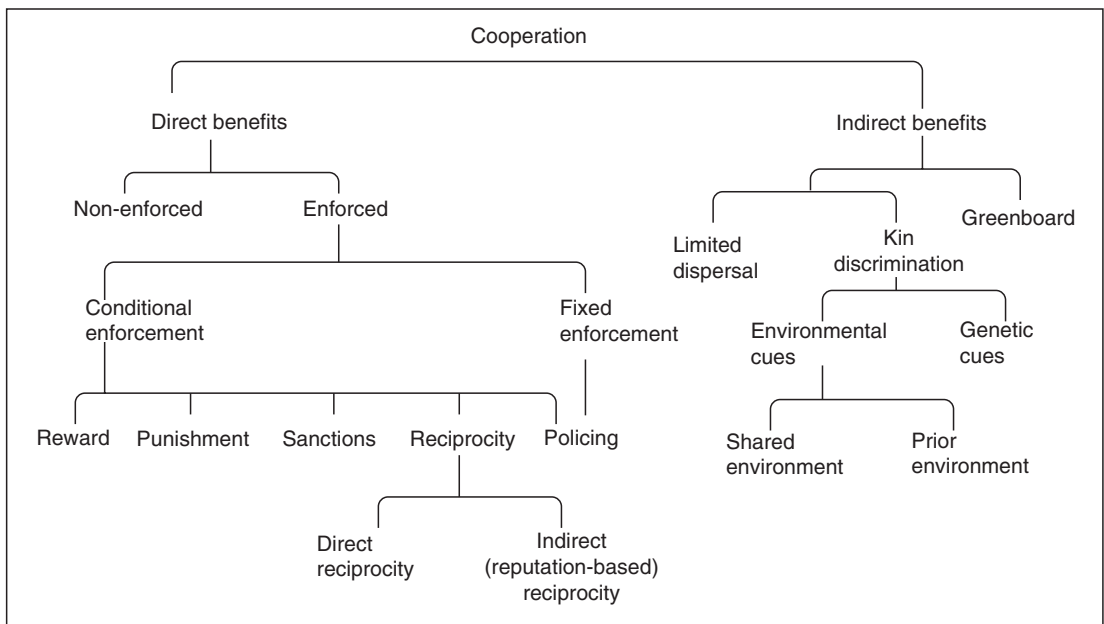 Cooperation
Direct benefits
Indirect benefits
Non-enforced
Enforced
Greenboard
Limited
dispersal
Kin
discrimination
Conditional
enforcement
Fixed
enforcement
Environmental
cues
Genetic
cues
Reward
Punishment
Sanctions
Reciprocity
Policing
Shared
environment
Prior
environment
Direct
reciprocity
Indirect
(reputation-based)
reciprocity